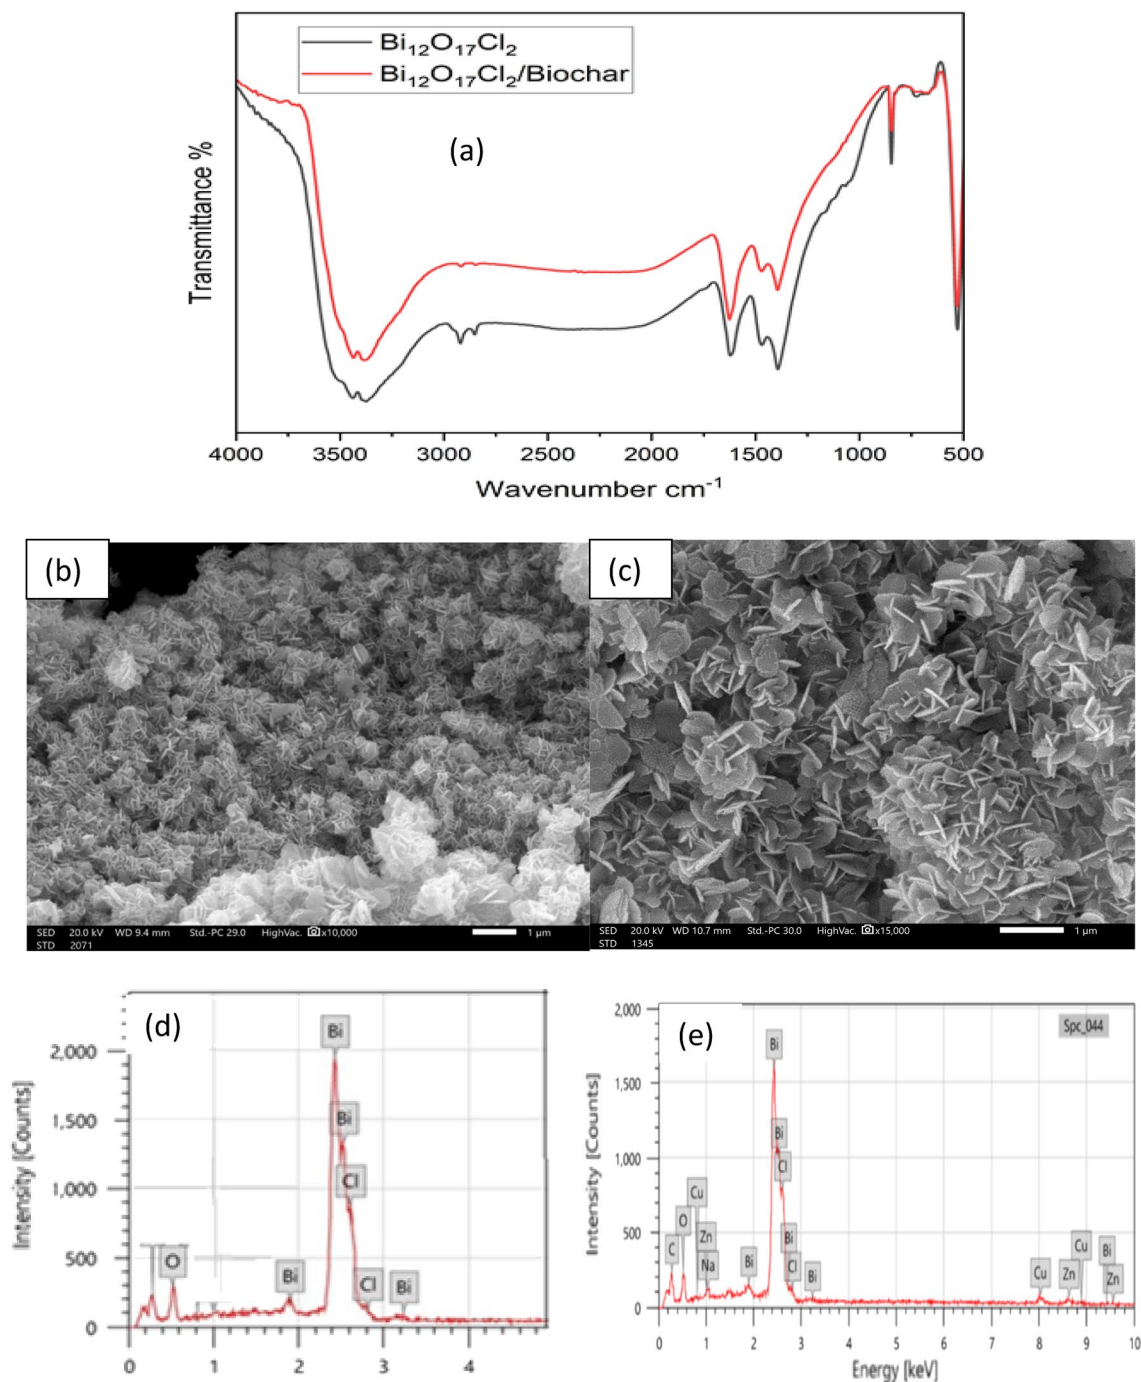 Bi₁₂O₁₇Cl₂
Bi₁₂O₁₇Cl₂/Biochar
(a)
Transmittance %
4000 3500 3000 2500 2000 1500 1000 500
Wavenumber cm⁻¹
(b)
SED 20.0 kV WD 9.4 mm Std.-PC 29.0 HighVac. x10,000 1 µm
STD 2071
(c)
SED 20.0 kV WD 10.7 mm Std.-PC 30.0 HighVac. x15,000 1 µm
STD 1345
(d)
Intensity [Counts]
2,000
1,500
1,000
500
0
Bi
Bi
Cl
O
Bi
Cl
Bi
0 1 2 3 4
(e)
Spc_044
Intensity [Counts]
2,000
1,500
1,000
500
0
Bi
Bi
Cl
Cu
O
C
Zn
Na
Bi
Bi
Cl
Bi
Cu
Zn
Cu
Bi
Zn
0 1 2 3 4 5 6 7 8 9 10
Energy [keV]